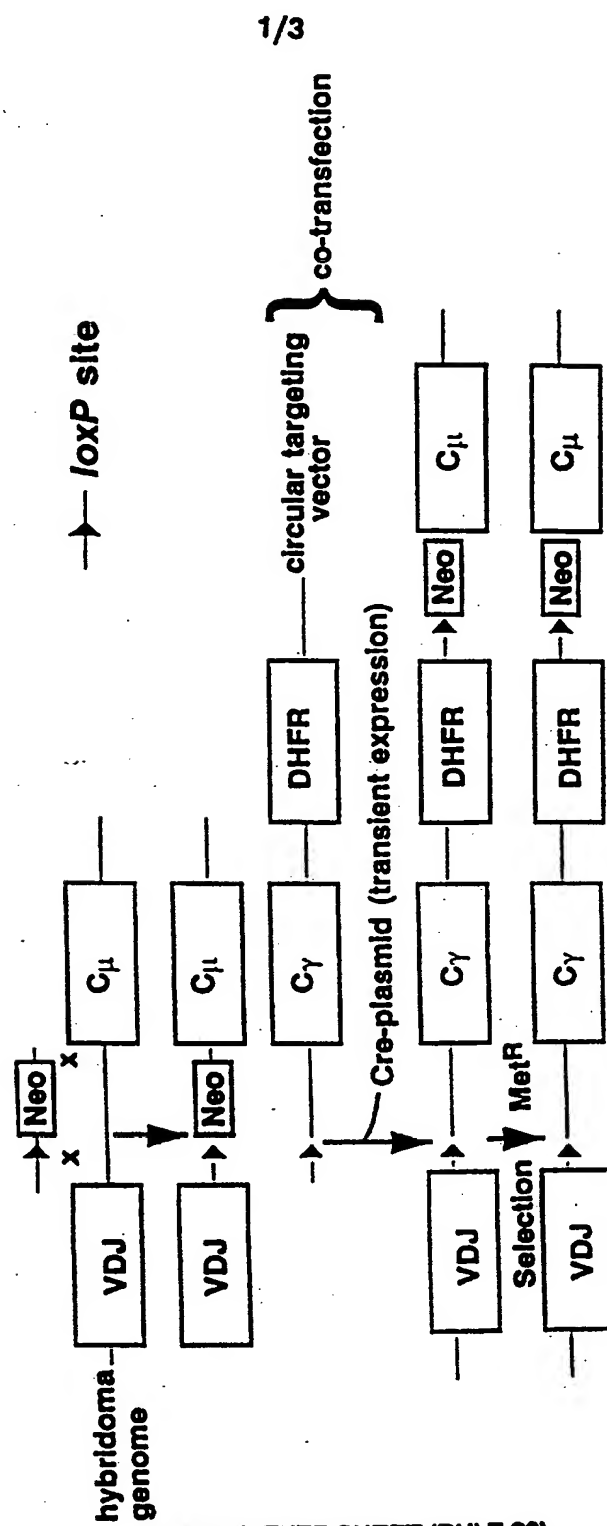 1/3
loxP site
Neo
x x
hybridoma genome
VDJ
Cμ
VDJ
Neo
Cμ
Cγ
DHFR
circular targeting vector
co-transfection
Cre-plasmid (transient expression)
VDJ
Cγ
DHFR
Neo
Cμ
Selection MetR
VDJ
Cγ
DHFR
Neo
Cμ